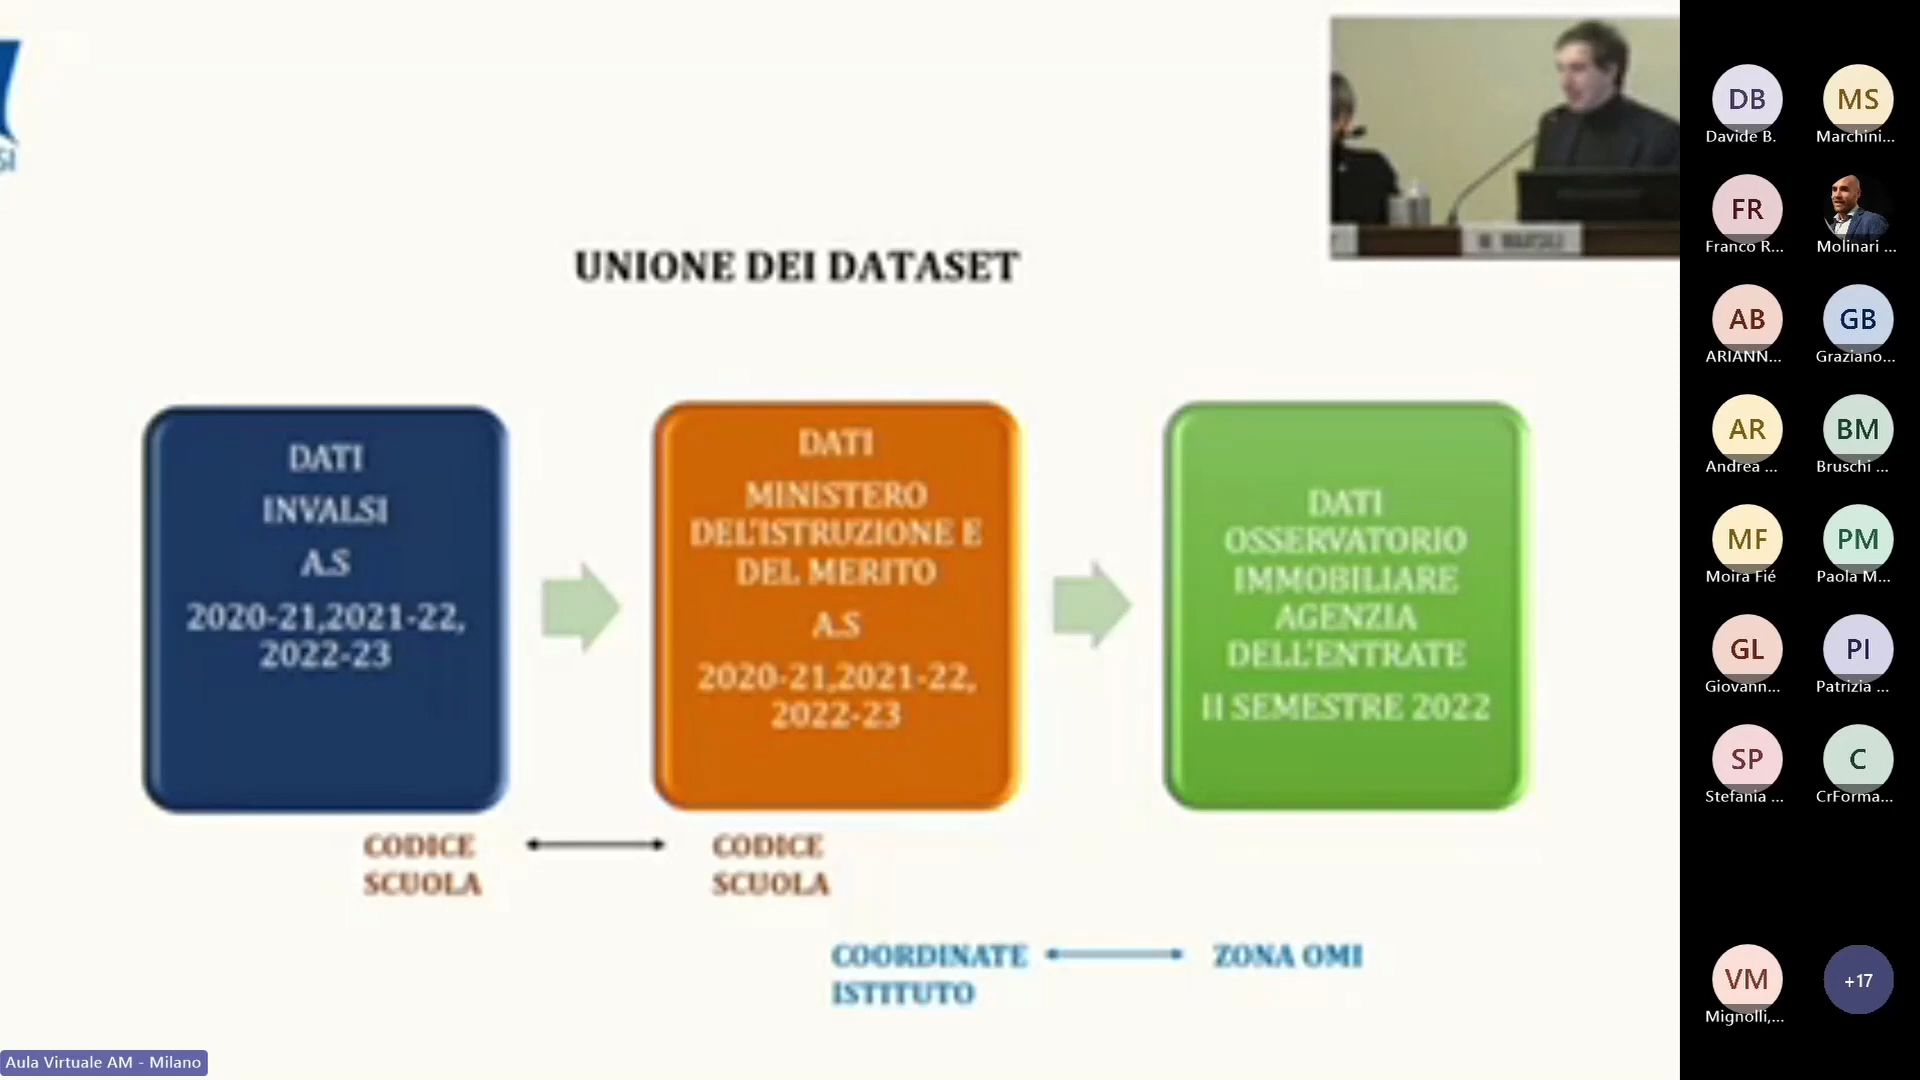 SI
UNIONE DEI DATASET
DATI
INVALSI
A.S
2020-21,2021-22,
2022-23
DATI
MINISTERO
DEL'ISTRUZIONE E
DEL MERITO
A.S
2020-21,2021-22,
2022-23
DATI
OSSERVATORIO
IMMOBILIARE
AGENZIA
DELL'ENTRATE
II SEMESTRE 2022
CODICE
SCUOLA
CODICE
SCUOLA
COORDINATE
ISTITUTO
ZONA OMI
Aula Virtuale AM - Milano
DB
Davide B.
MS
Marchini...
FR
Franco R...
Molinari ...
AB
ARIANN...
GB
Graziano...
AR
Andrea ...
BM
Bruschi ...
MF
Moira Fié
PM
Paola M...
GL
Giovann...
PI
Patrizia ...
SP
Stefania ...
C
CrForma...
VM
Mignolli,...
+17